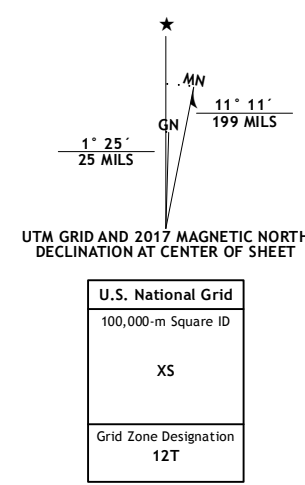 MN
GN
11° 11´
199 MILS
1° 25´
25 MILS
UTM GRID AND 2017 MAGNETIC NORTH
DECLINATION AT CENTER OF SHEET
U.S. National Grid
100,000-m Square ID
XS
Grid Zone Designation
12T